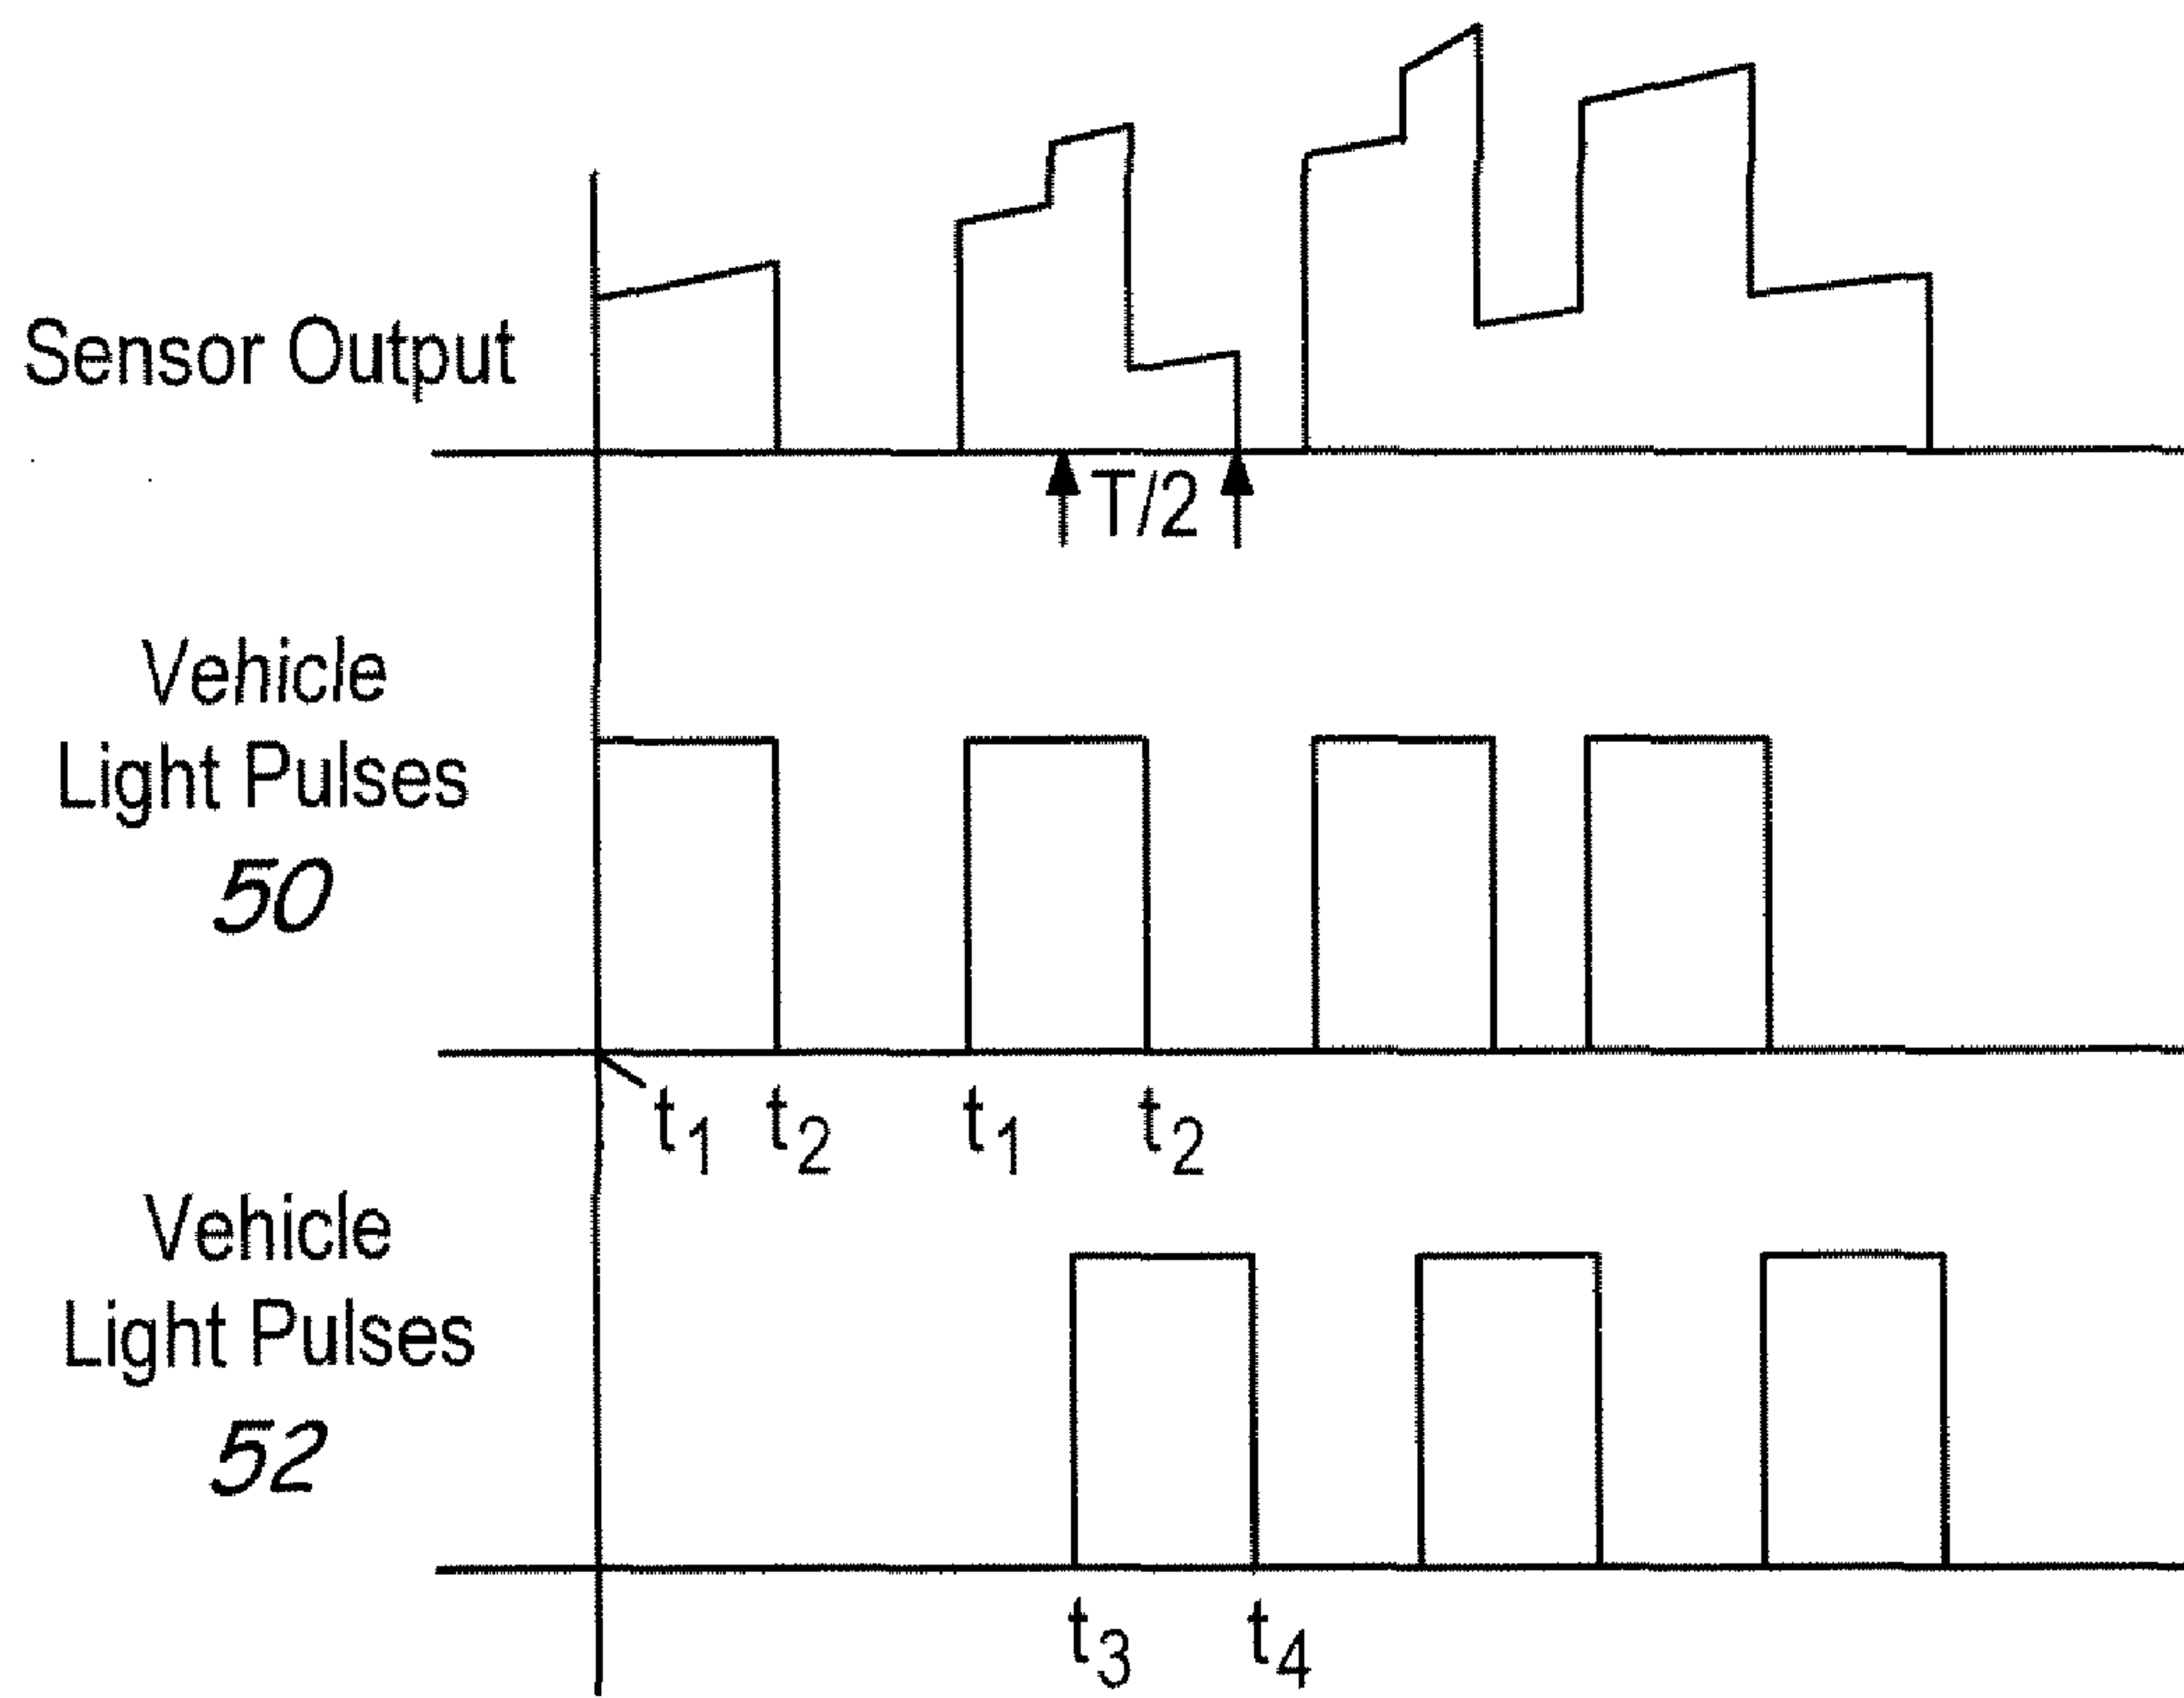 Sensor Output
T/2
Vehicle
Light Pulses
50
t1 t2 t1 t2
Vehicle
Light Pulses
52
t3 t4